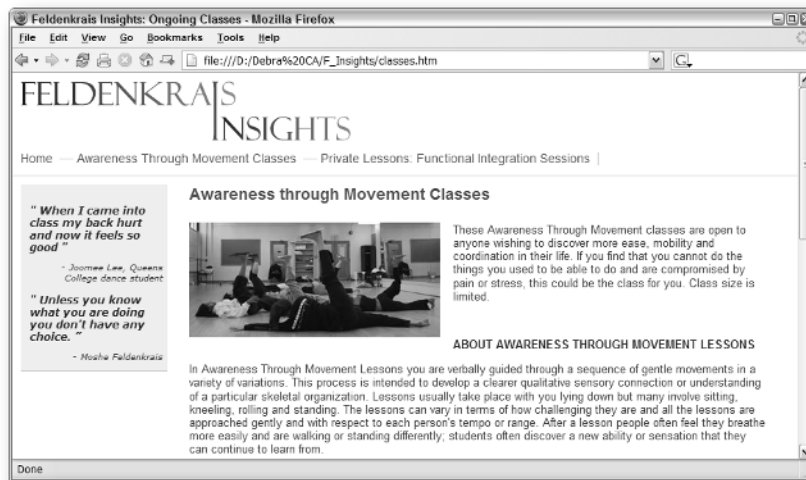 Feldenkrais Insights: Ongoing Classes - Mozilla Firefox
File Edit View Go Bookmarks Tools Help
file:///D:/Debra%20CA/F_Insights/classes.htm
G
FELDENKRAIS
INSIGHTS
Home — Awareness Through Movement Classes — Private Lessons: Functional Integration Sessions
" When I came into
class my back hurt
and now it feels so
good "
- Joomee Lee, Queens
College dance student
" Unless you know
what you are doing
you don't have any
choice. "
- Moshe Feldenkrais
Awareness through Movement Classes
These Awareness Through Movement classes are open to
anyone wishing to discover more ease, mobility and
coordination in their life. If you find that you cannot do the
things you used to be able to do and are compromised by
pain or stress, this could be the class for you. Class size is
limited.
ABOUT AWARENESS THROUGH MOVEMENT LESSONS
In Awareness Through Movement Lessons you are verbally guided through a sequence of gentle movements in a
variety of variations. This process is intended to develop a clearer qualitative sensory connection or understanding
of a particular skeletal organization. Lessons usually take place with you lying down but many involve sitting,
kneeling, rolling and standing. The lessons can vary in terms of how challenging they are and all the lessons are
approached gently and with respect to each person's tempo or range. After a lesson people often feel they breathe
more easily and are walking or standing differently; students often discover a new ability or sensation that they
can continue to learn from.
Done